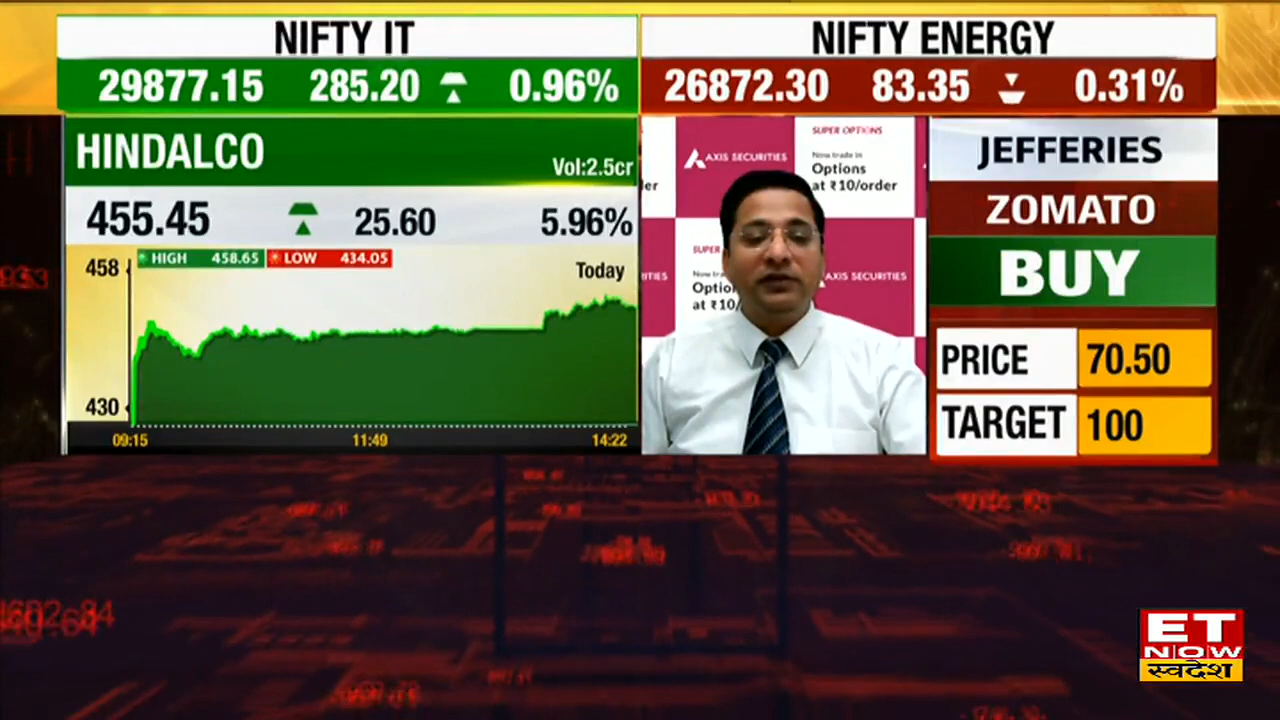 NIFTY IT
29877.15 285.20 0.96%
NIFTY ENERGY
26872.30 83.35 0.31%
HINDALCO
Vol:2.5cr
455.45 25.60 5.96%
HIGH 458.65 LOW 434.05
Today
458
430
09:15 11:49 14:22
AXIS SECURITIES
SUPER OPTIONS
Now trade in
Options
at ₹10/order
SUPER
AXIS SECURITIES
at ₹10/
JEFFERIES
ZOMATO
BUY
PRICE 70.50
TARGET 100
ET
NOW
स्वदेश